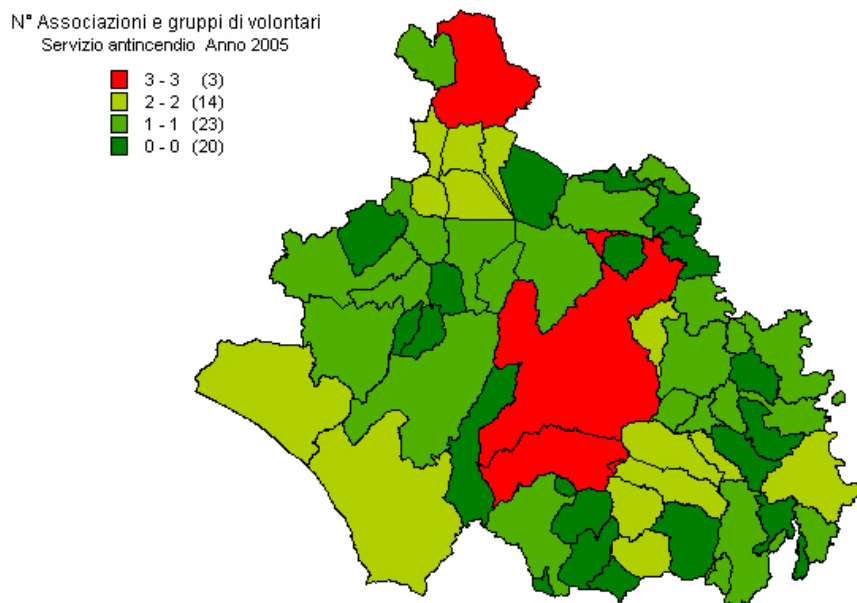 N° Associazioni e gruppi di volontari
Servizio antincendio Anno 2005
3 - 3 (3)
2 - 2 (14)
1 - 1 (23)
0 - 0 (20)